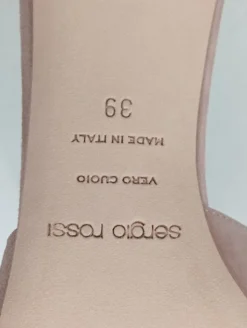 sergio rossi
VERO CUOIO
MADE IN ITALY
39